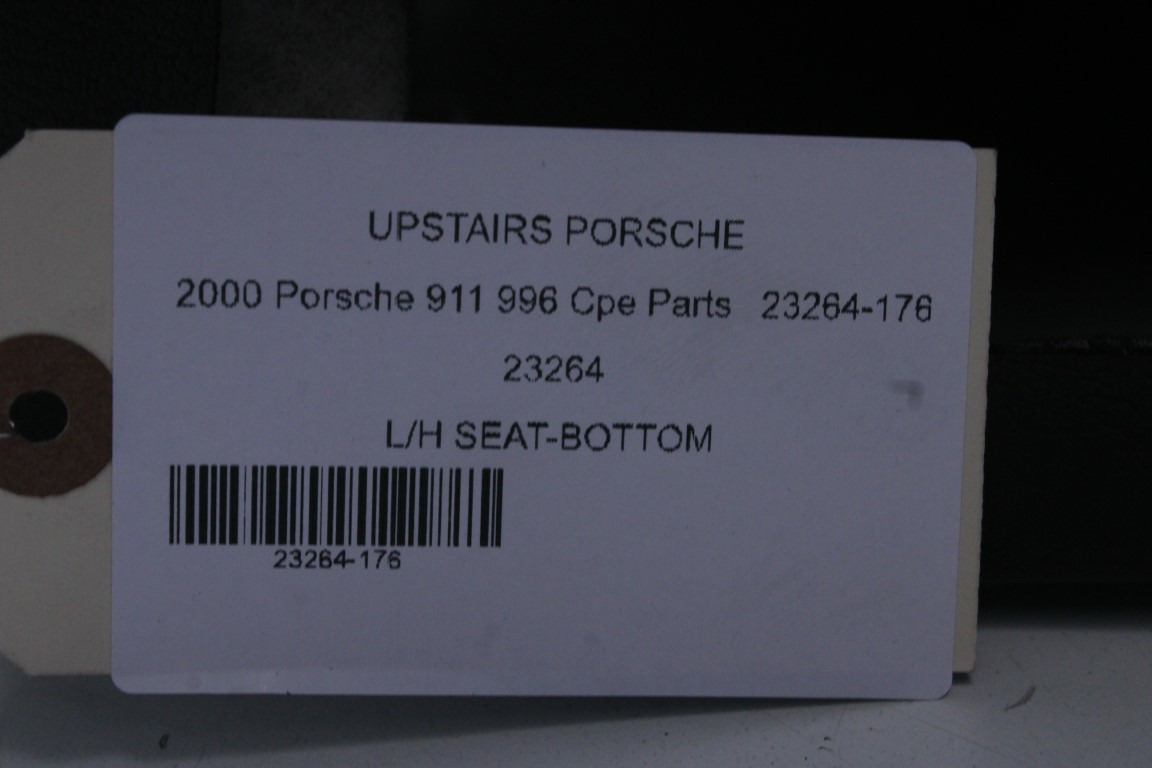 UPSTAIRS PORSCHE
2000 Porsche 911 996 Cpe Parts 23264-176
23264
L/H SEAT-BOTTOM
23264-176